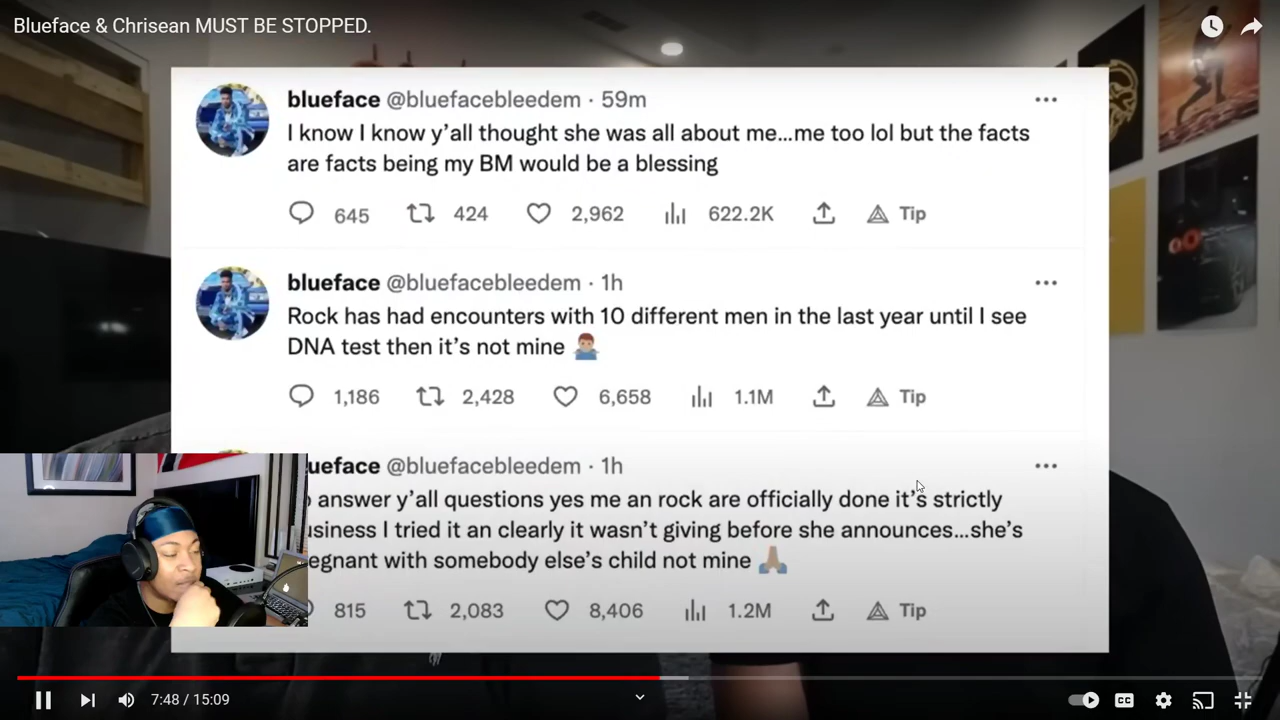 Blueface & Chrisean MUST BE STOPPED.
blueface @bluefacebleedem · 59m
I know I know y'all thought she was all about me...me too lol but the facts
are facts being my BM would be a blessing
645 424 2,962 622.2K Tip
blueface @bluefacebleedem · 1h
Rock has had encounters with 10 different men in the last year until I see
DNA test then it's not mine
1,186 2,428 6,658 1.1M Tip
ueface @bluefacebleedem · 1h
answer y'all questions yes me an rock are officially done it's strictly
usiness I tried it an clearly it wasn't giving before she announces...she's
egnant with somebody else's child not mine
815 2,083 8,406 1.2M Tip
7:48 / 15:09
CC